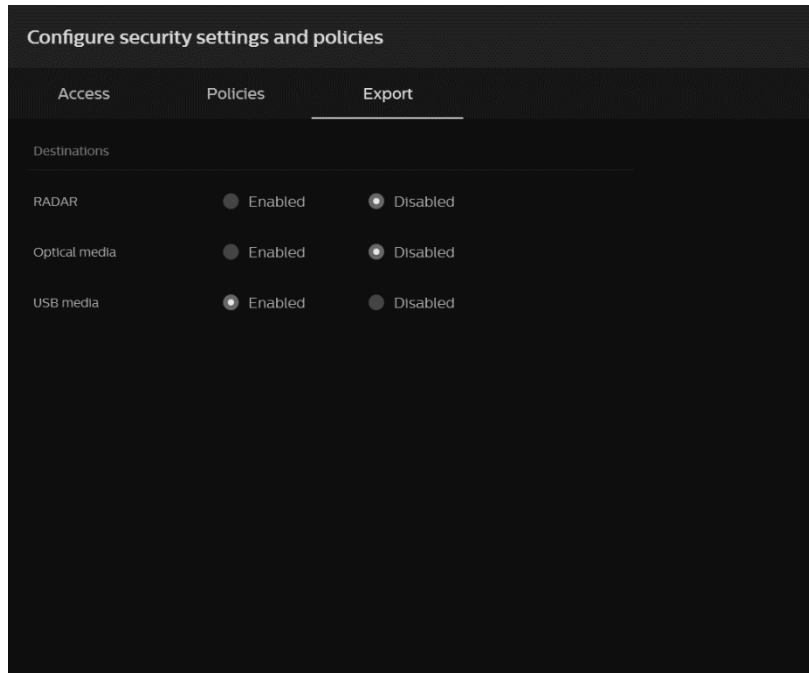 Configure security settings and policies
Access Policies Export
Destinations
RADAR Enabled Disabled
Optical media Enabled Disabled
USB media Enabled Disabled